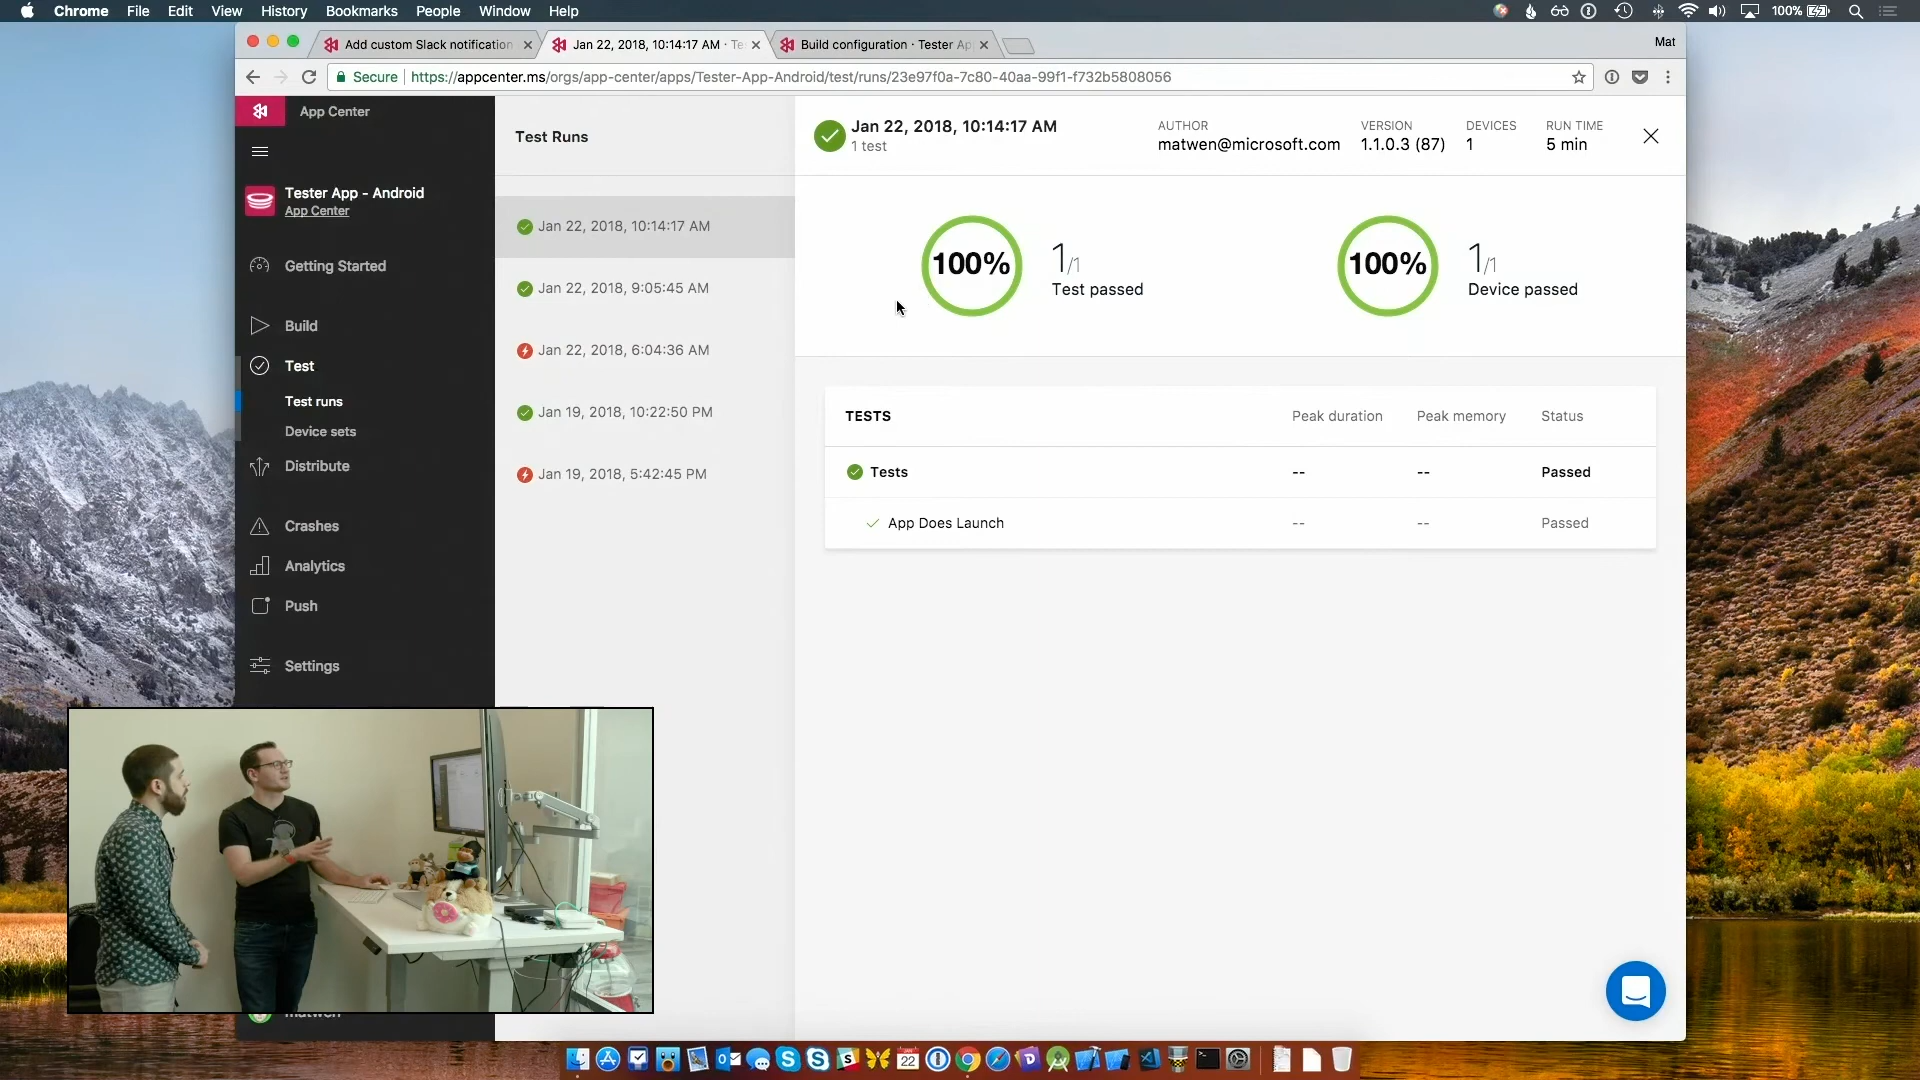 Chrome File Edit View History Bookmarks People Window Help 100%
Add custom Slack notification
Jan 22, 2018, 10:14:17 AM · Te
Build configuration · Tester Ap
Mat
Secure https://appcenter.ms/orgs/app-center/apps/Tester-App-Android/test/runs/23e97f0a-7c80-40aa-99f1-f732b5808056
App Center
Tester App - Android
App Center
Getting Started
Build
Test
Test runs
Device sets
Distribute
Crashes
Analytics
Push
Settings
matwen
Test Runs
Jan 22, 2018, 10:14:17 AM
Jan 22, 2018, 9:05:45 AM
Jan 22, 2018, 6:04:36 AM
Jan 19, 2018, 10:22:50 PM
Jan 19, 2018, 5:42:45 PM
Jan 22, 2018, 10:14:17 AM
1 test
AUTHOR
matwen@microsoft.com
VERSION
1.1.0.3 (87)
DEVICES
1
RUN TIME
5 min
100%
1/1
Test passed
100%
1/1
Device passed
TESTS Peak duration Peak memory Status
Tests -- -- Passed
App Does Launch -- -- Passed
22